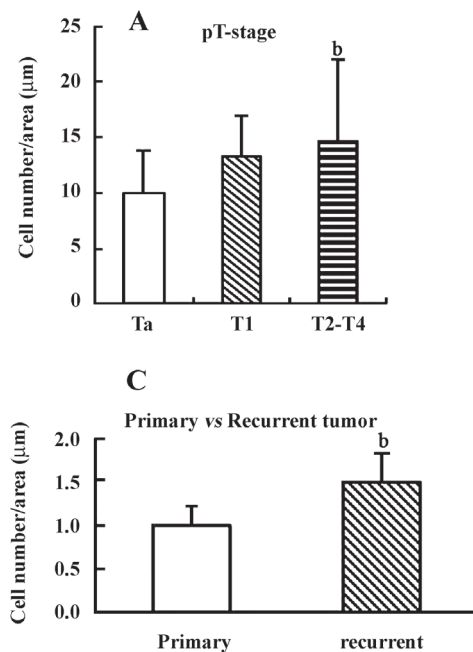 A
pT-stage
b
Cell number/area (μm)
25
20
15
10
5
0
Ta T1 T2-T4
C
Primary vs Recurrent tumor
b
Cell number/area (μm)
2.0
1.5
1.0
0.5
0.0
Primary recurrent